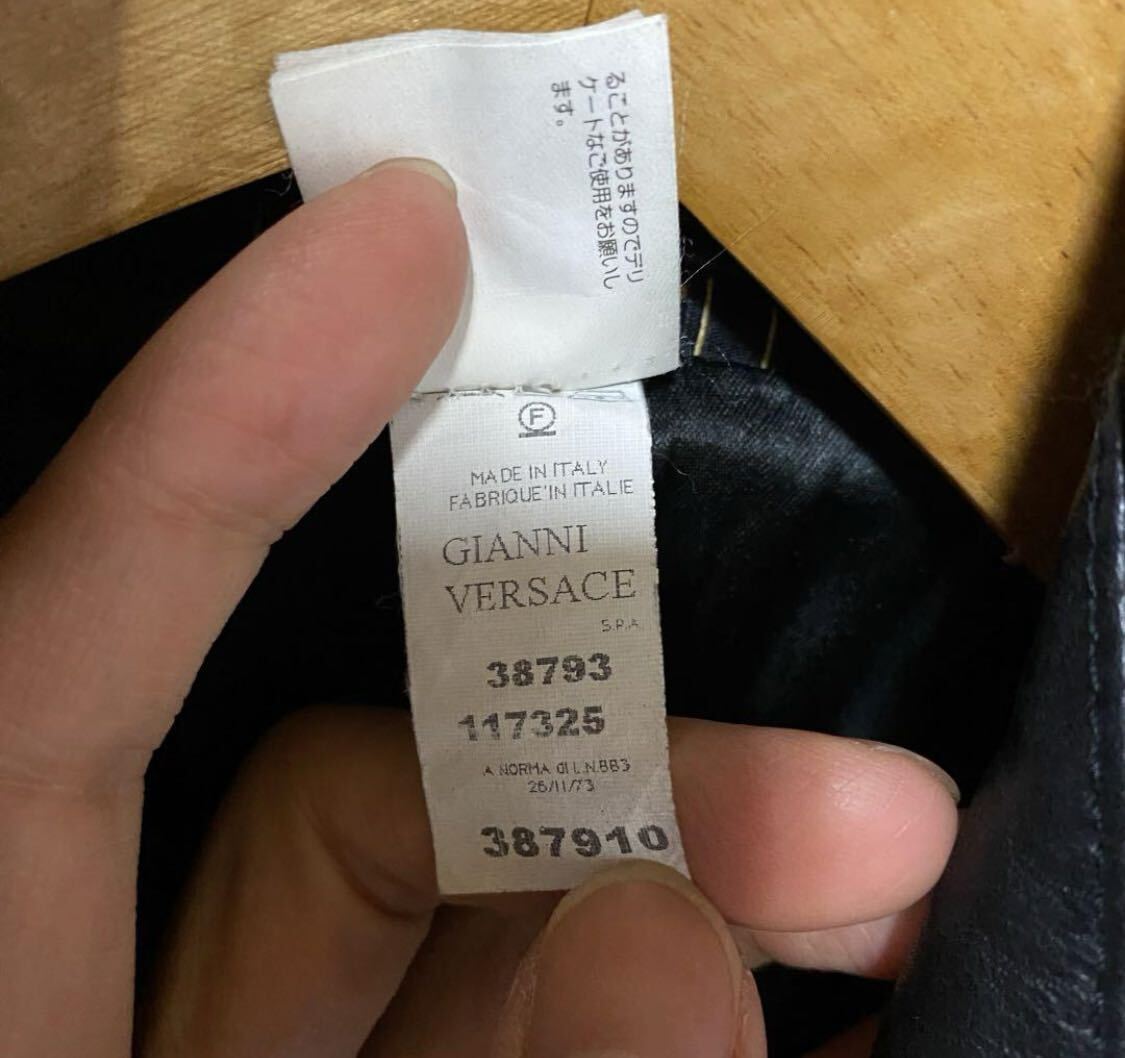 ることがありますのでデリ
ケートなご使用をお願いし
ます。
F
MADE IN ITALY
FABRIQUE'IN ITALIE
GIANNI
VERSACE
S.P.A.
38793
117325
A NORMA DI L.N.883
26/11/73
387910